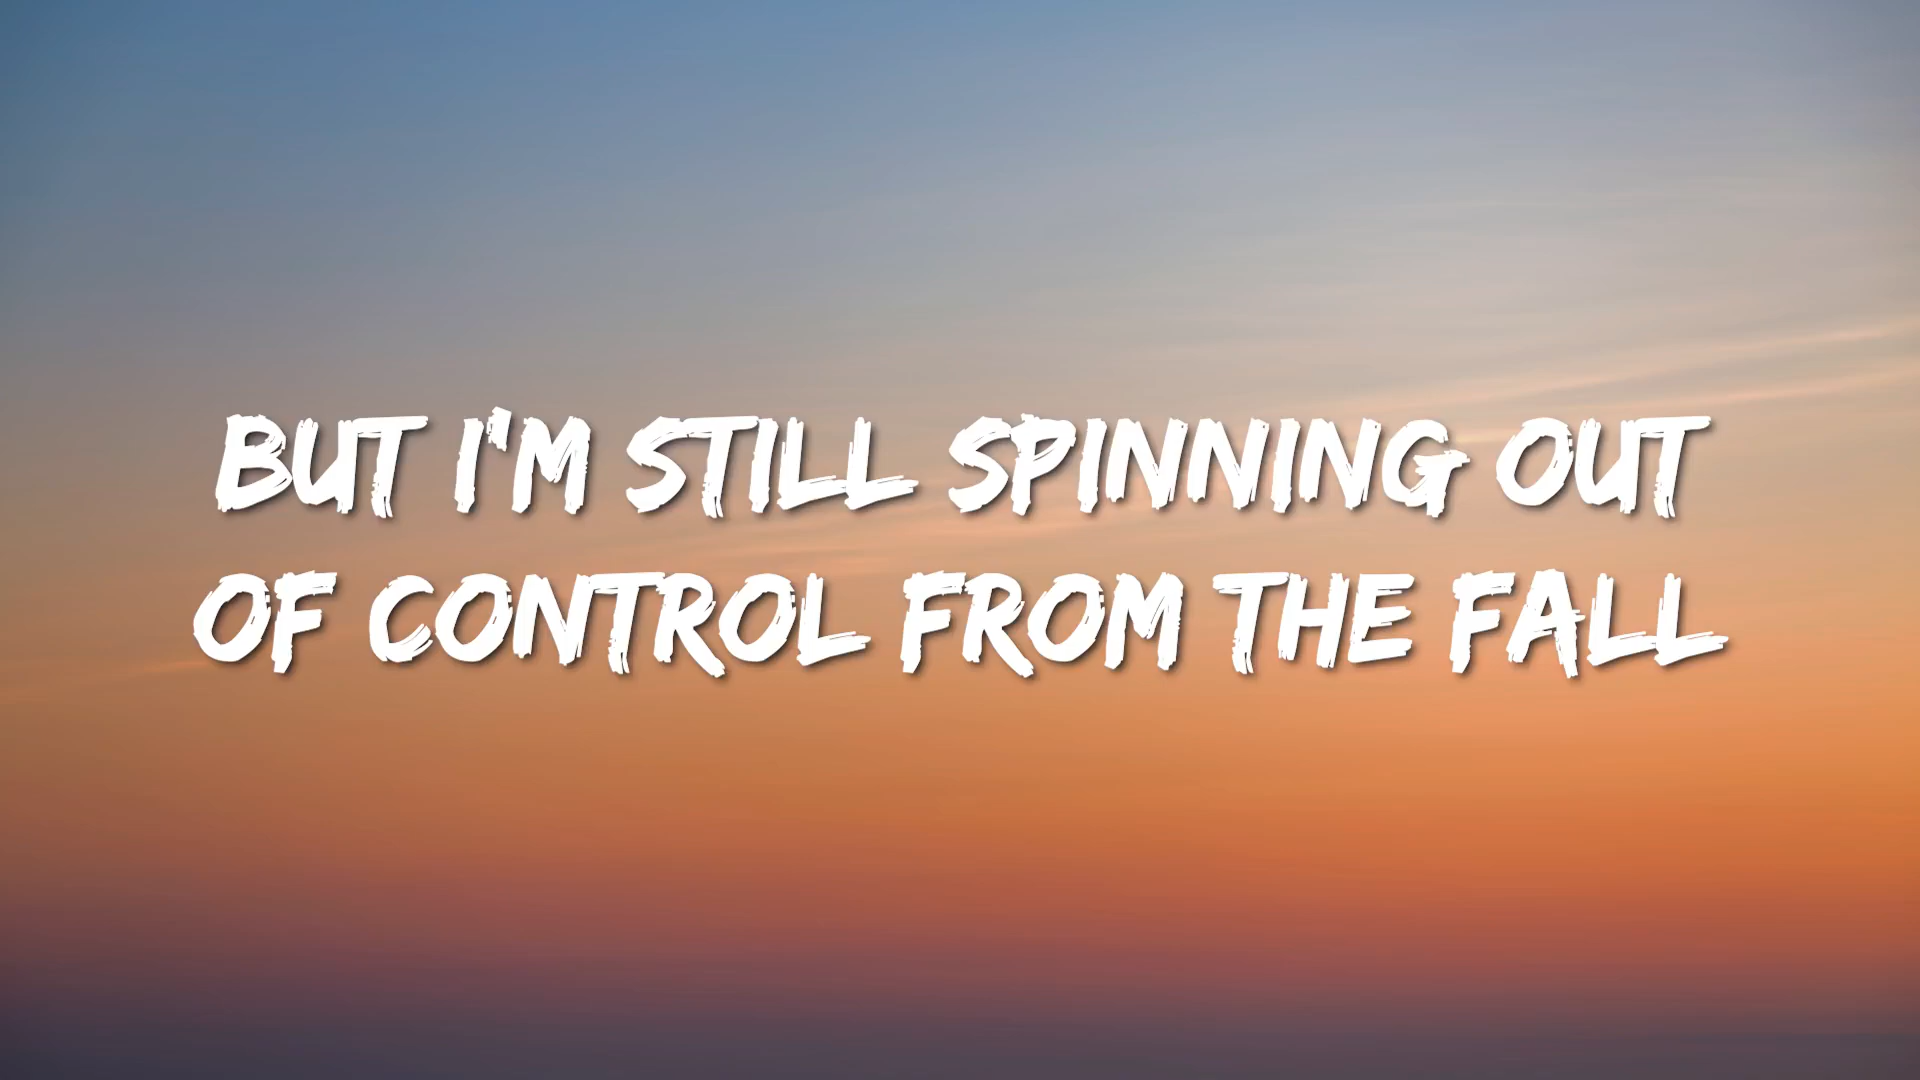 BUT I'M STILL SPINNING OUT
OF CONTROL FROM THE FALL